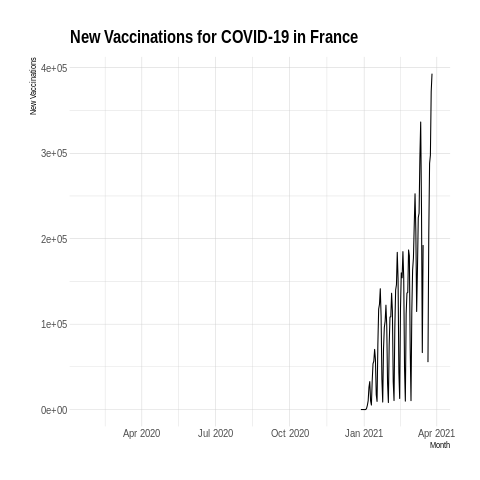 New Vaccinations for COVID-19 in France
New Vaccinations
4e+05
3e+05
2e+05
1e+05
0e+00
Apr 2020 Jul 2020 Oct 2020 Jan 2021 Apr 2021
Month